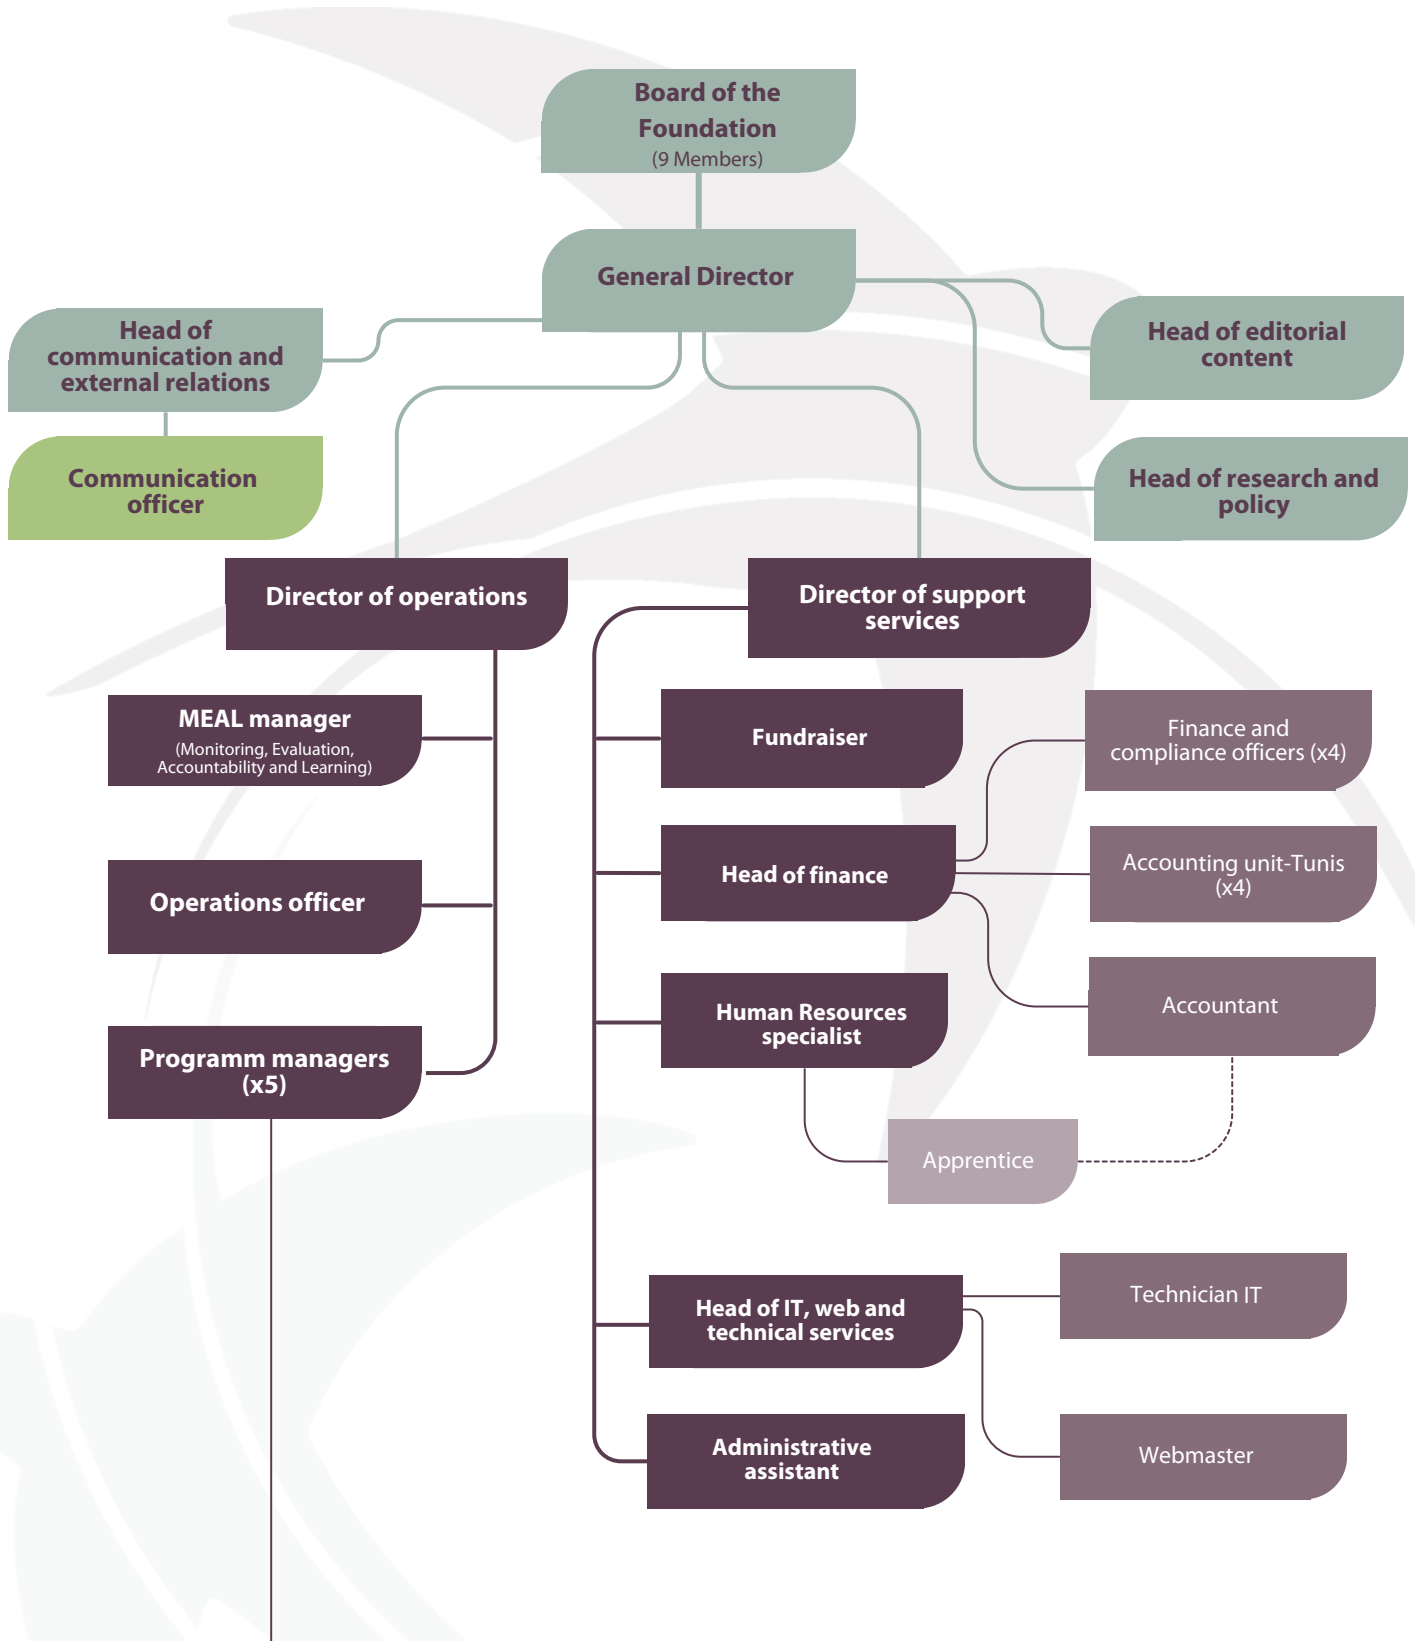 Board of the
Foundation
(9 Members)
General Director
Head of
communication and
external relations
Head of editorial
content
Communication
officer
Head of research and
policy
Director of operations
Director of support
services
MEAL manager
(Monitoring, Evaluation,
Accountability and Learning)
Fundraiser
Finance and
compliance officers (x4)
Operations officer
Head of finance
Accounting unit-Tunis
(x4)
Programm managers
(x5)
Human Resources
specialist
Accountant
Apprentice
Head of IT, web and
technical services
Technician IT
Administrative
assistant
Webmaster